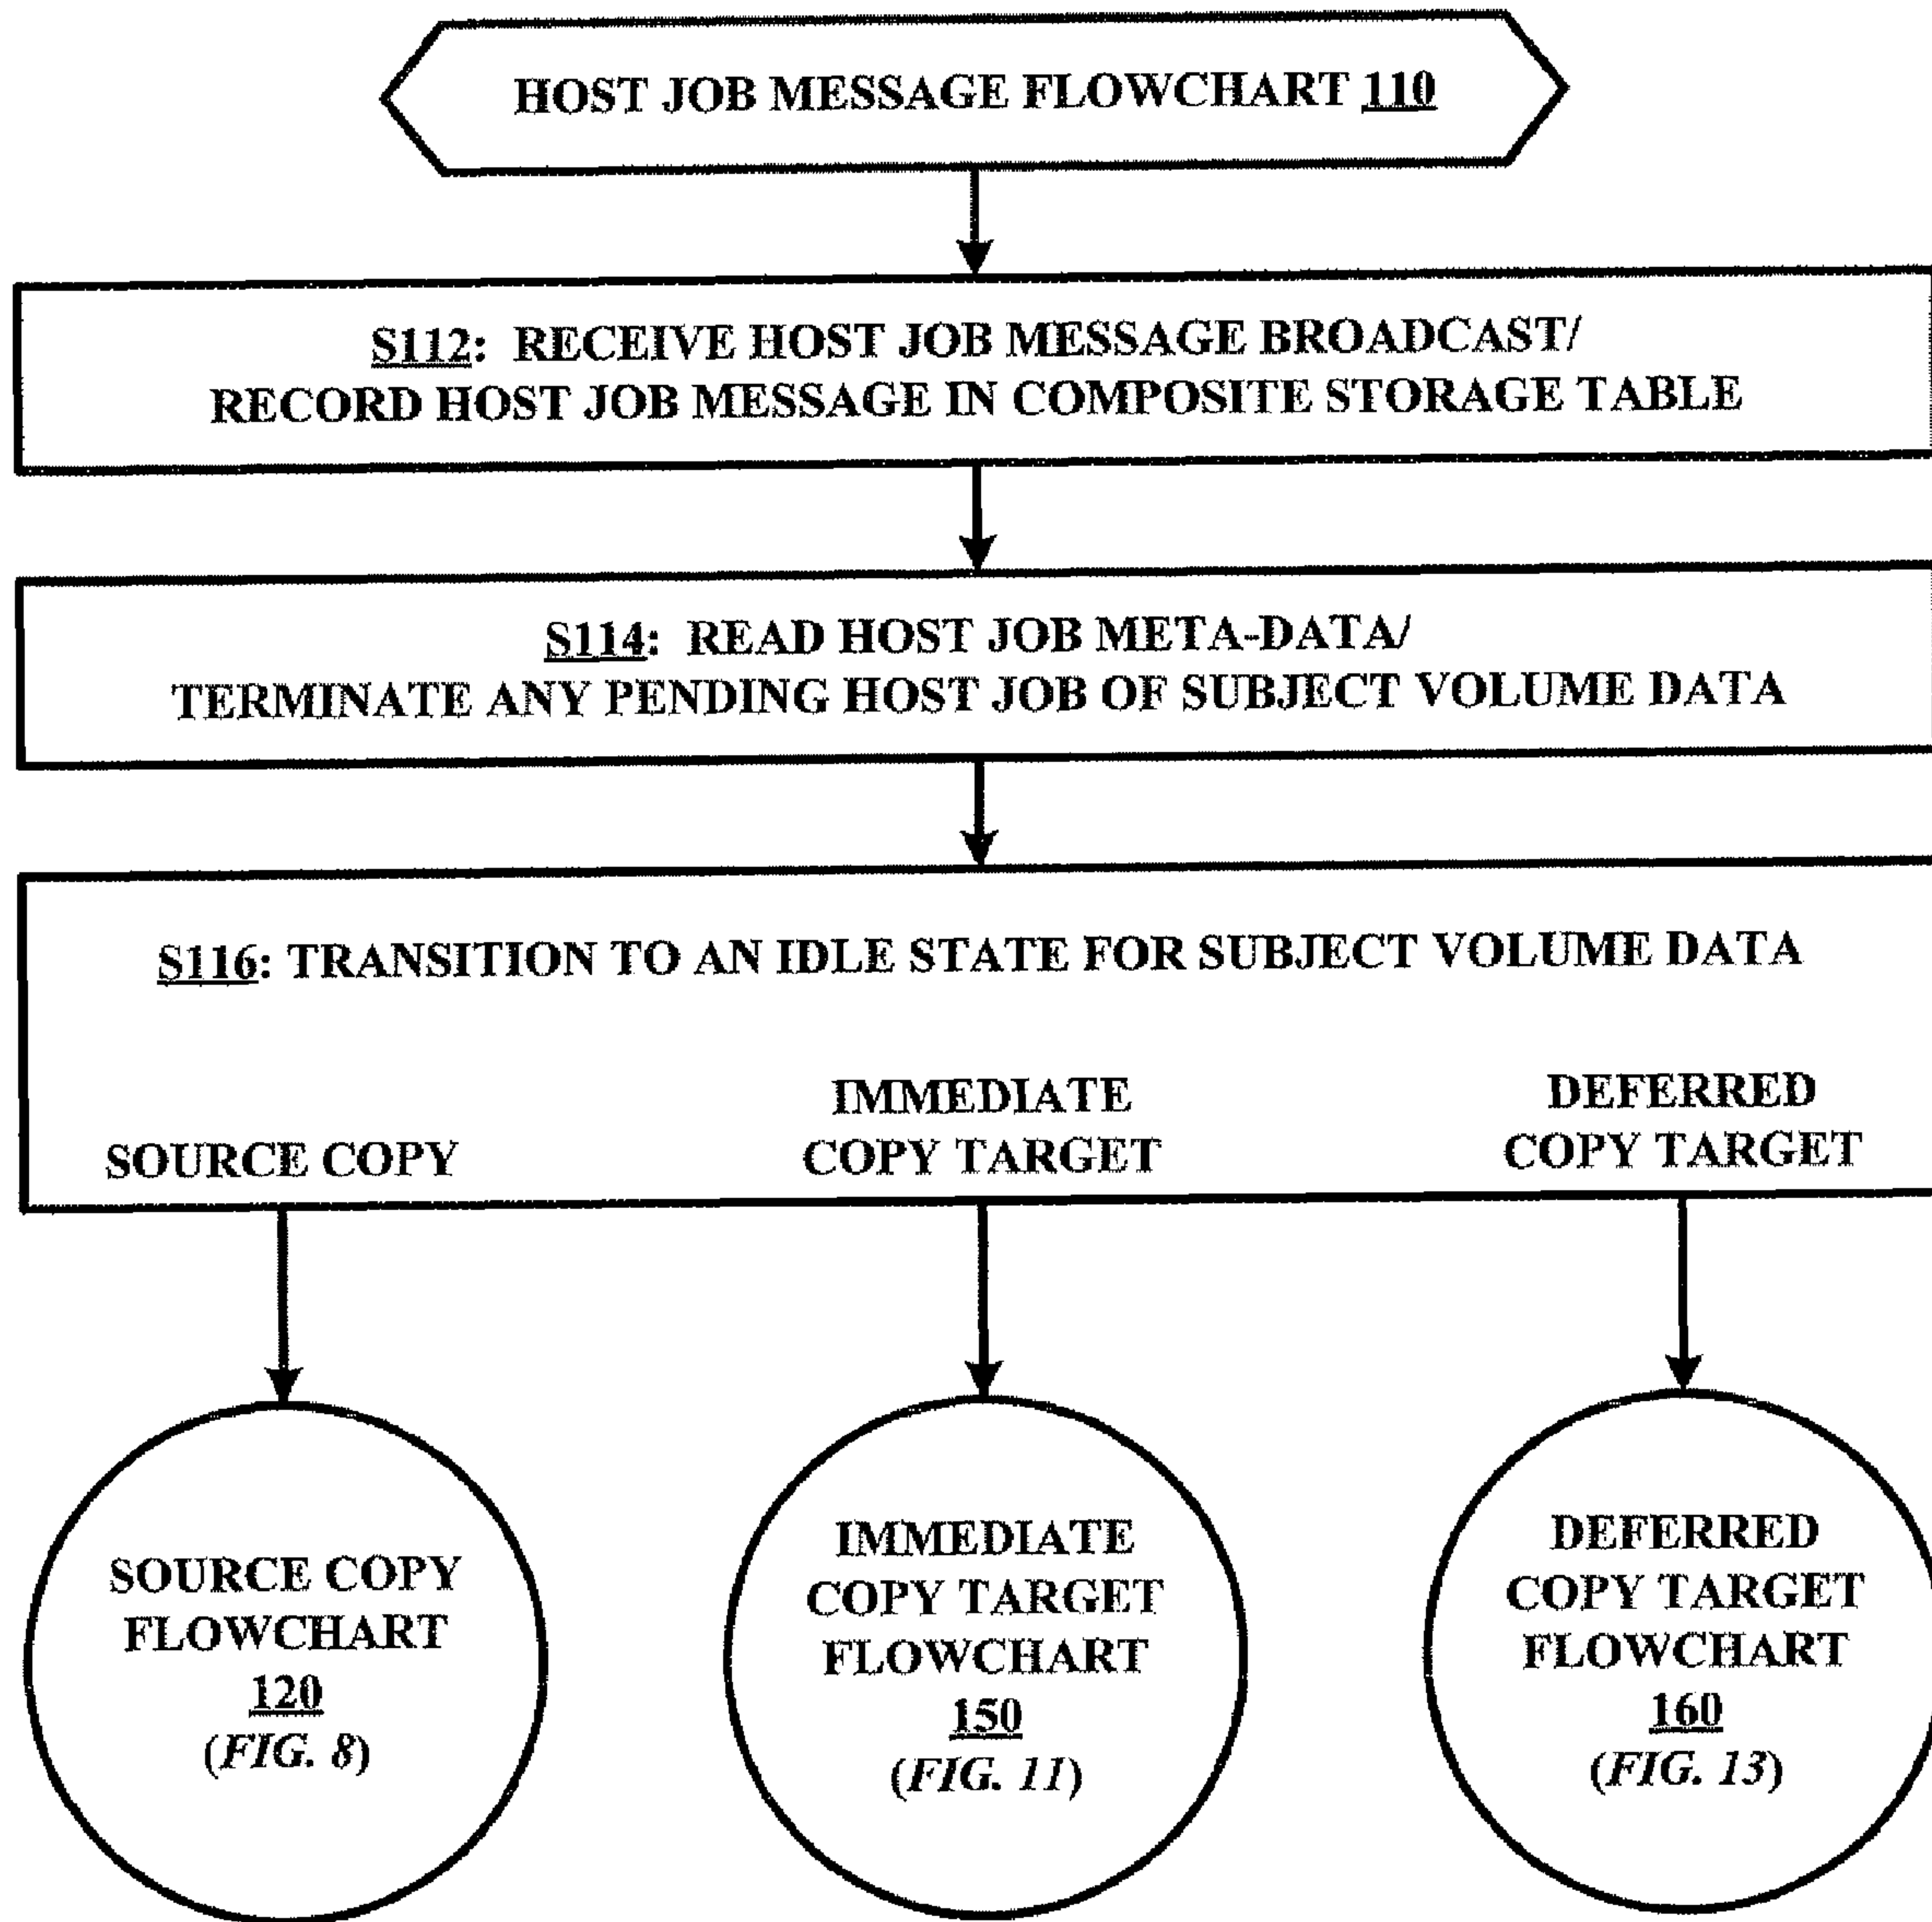 HOST JOB MESSAGE FLOWCHART 110
S112: RECEIVE HOST JOB MESSAGE BROADCAST/
RECORD HOST JOB MESSAGE IN COMPOSITE STORAGE TABLE
S114: READ HOST JOB META-DATA/
TERMINATE ANY PENDING HOST JOB OF SUBJECT VOLUME DATA
S116: TRANSITION TO AN IDLE STATE FOR SUBJECT VOLUME DATA
SOURCE COPY
IMMEDIATE
COPY TARGET
DEFERRED
COPY TARGET
SOURCE COPY
FLOWCHART
120
(FIG. 8)
IMMEDIATE
COPY TARGET
FLOWCHART
150
(FIG. 11)
DEFERRED
COPY TARGET
FLOWCHART
160
(FIG. 13)